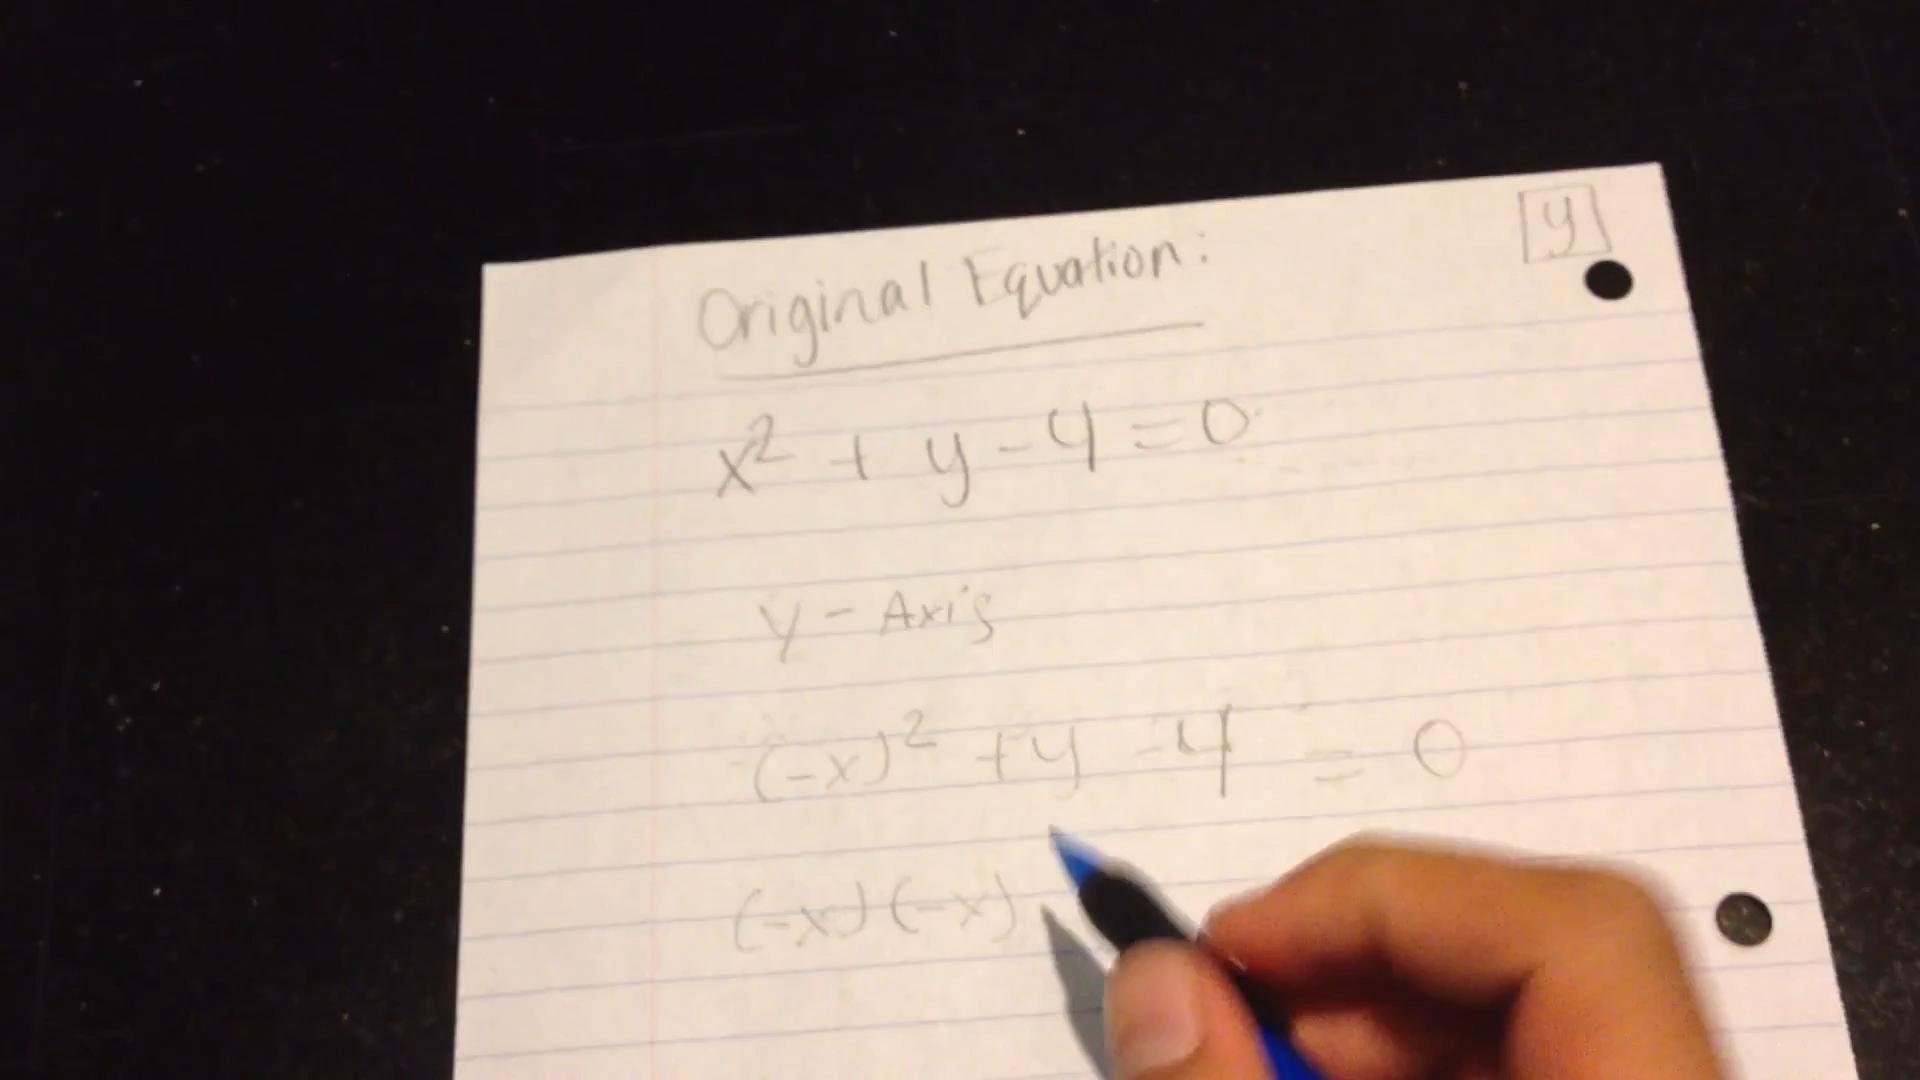 y
Original Equation:
x² + y - 4 = 0
y - Axis
(-x)² + y - 4 = 0
(-x)(-x)